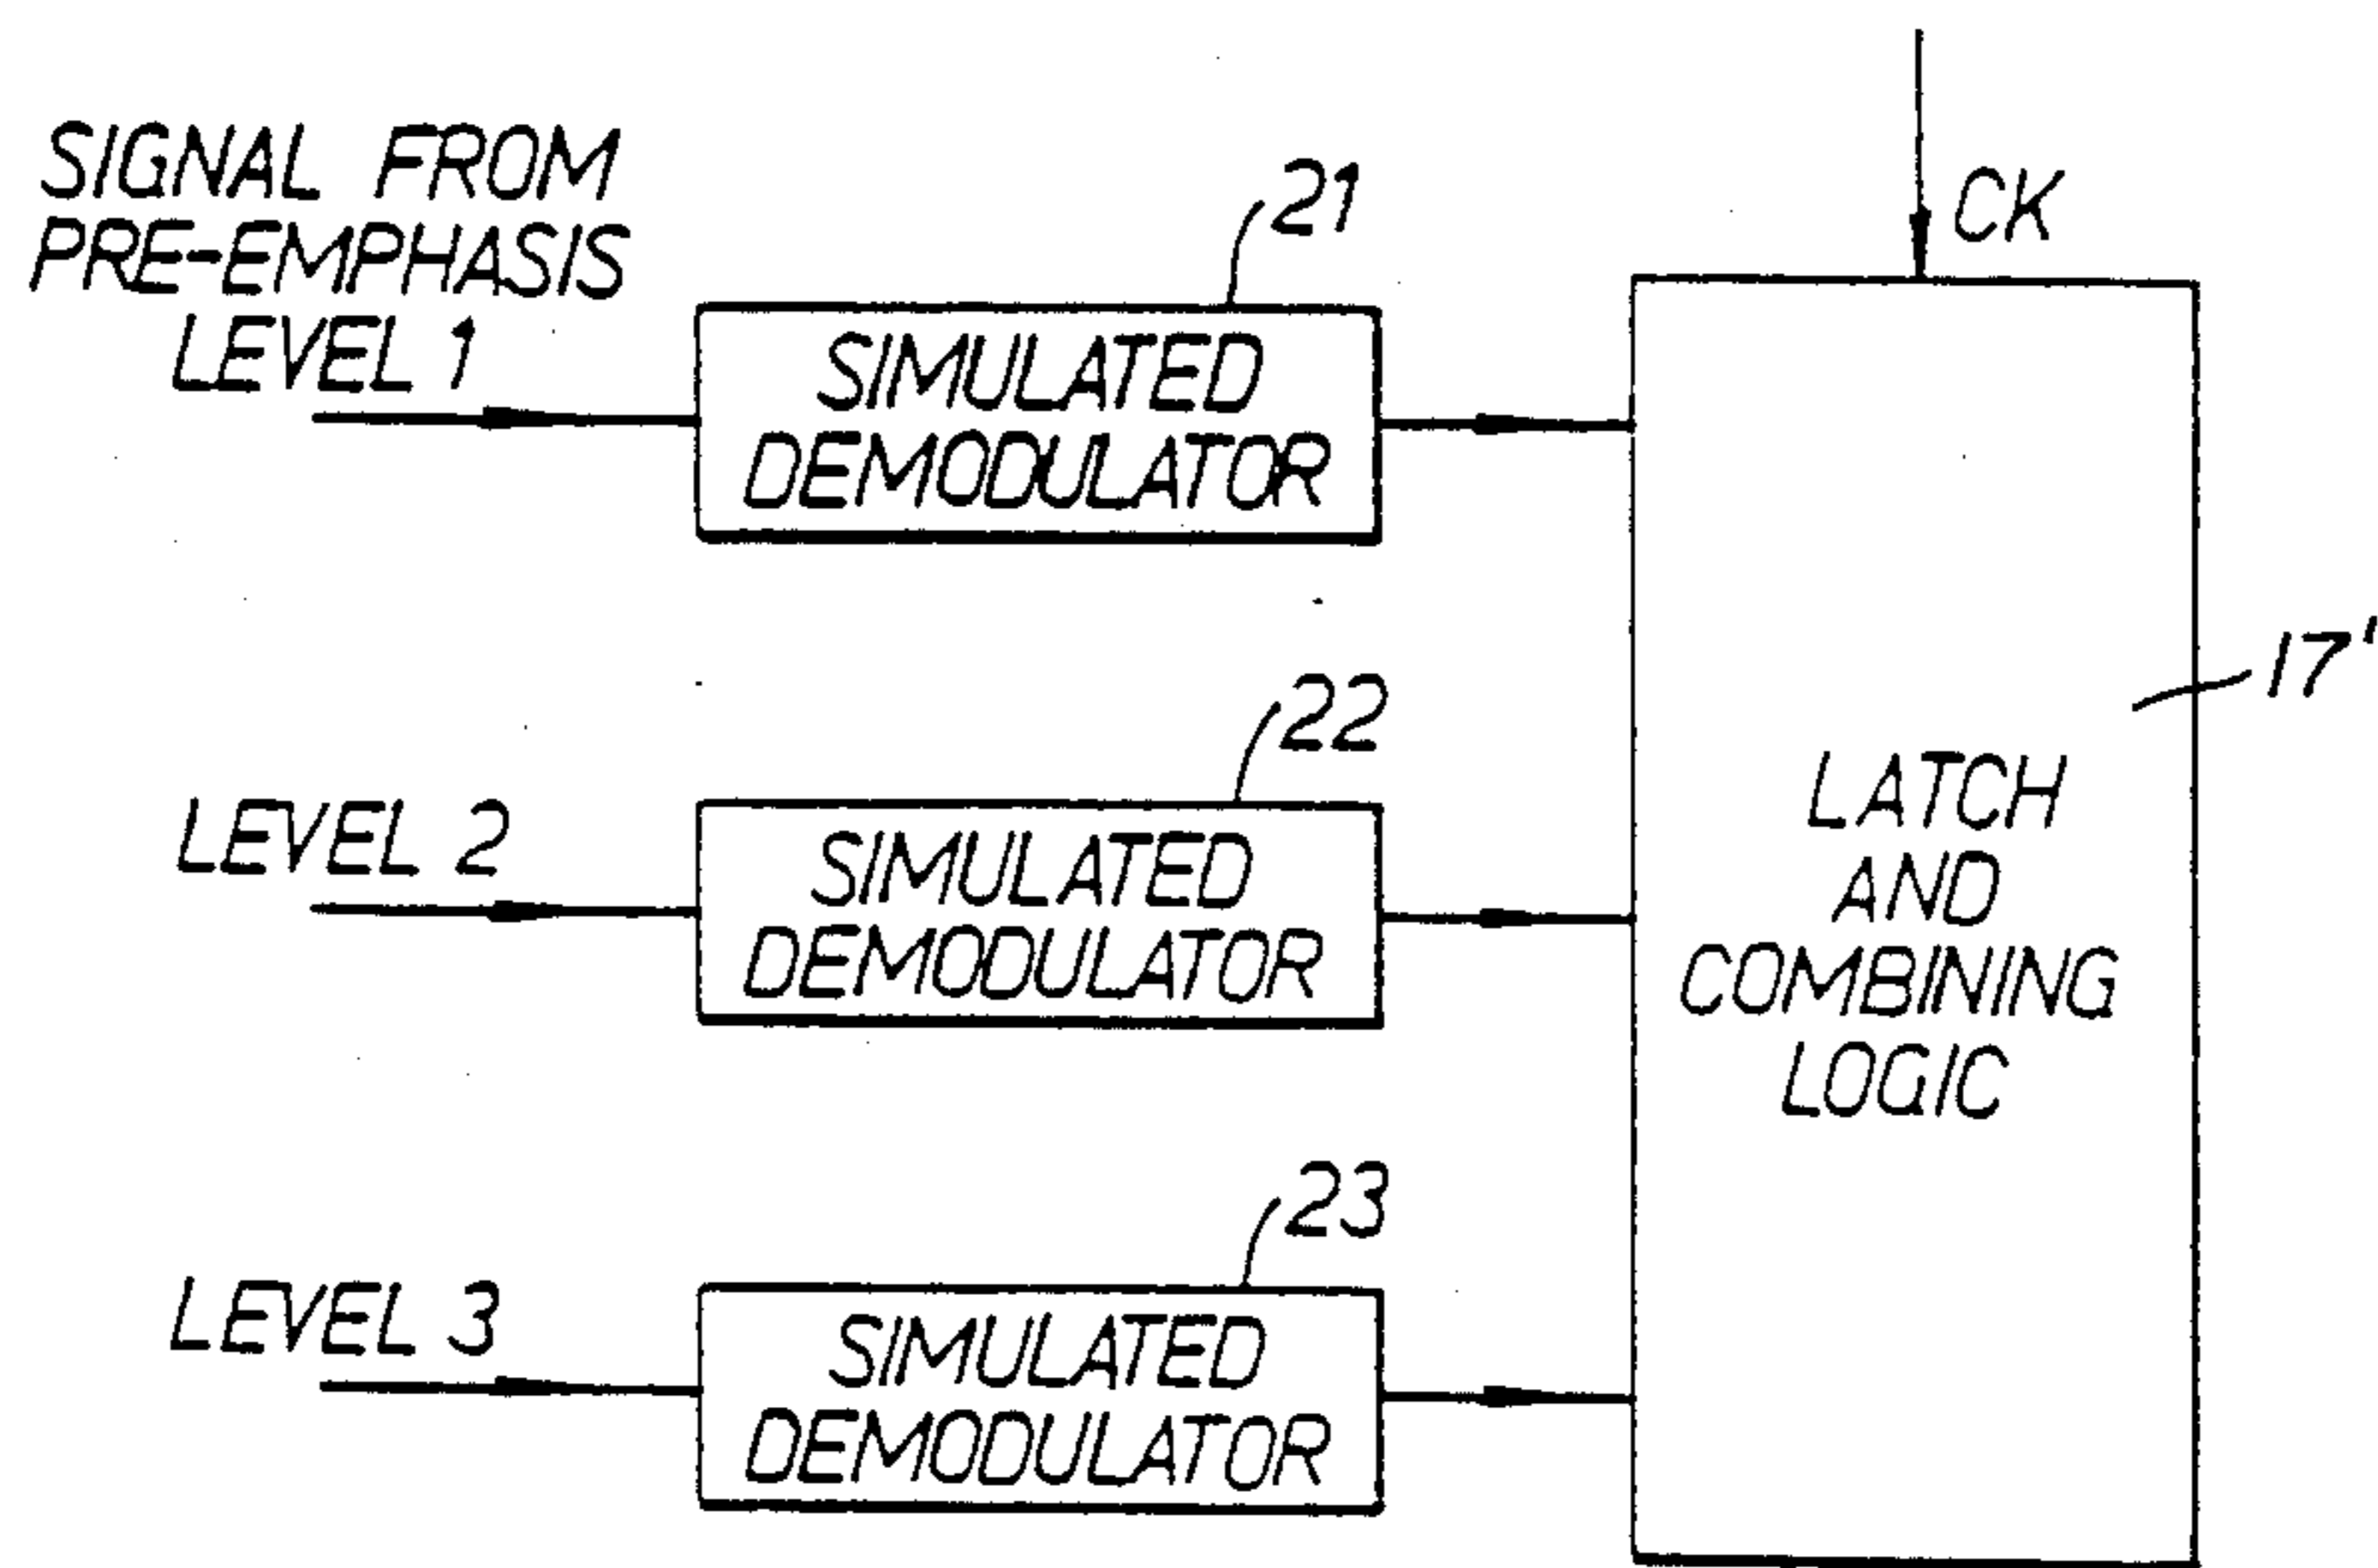 SIGNAL FROM
PRE-EMPHASIS
LEVEL 1
21
CK
SIMULATED
DEMODULATOR
17'
22
LEVEL 2
SIMULATED
DEMODULATOR
LATCH
AND
COMBINING
LOGIC
23
LEVEL 3
SIMULATED
DEMODULATOR